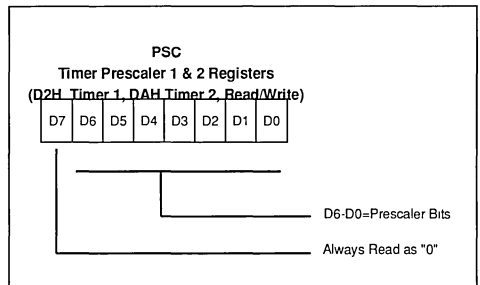 PSC
Timer Prescaler 1 & 2 Registers
(D2H Timer 1, DAH Timer 2, Read/Write)
D7 D6 D5 D4 D3 D2 D1 D0
D6-D0=Prescaler Bits
Always Read as "0"